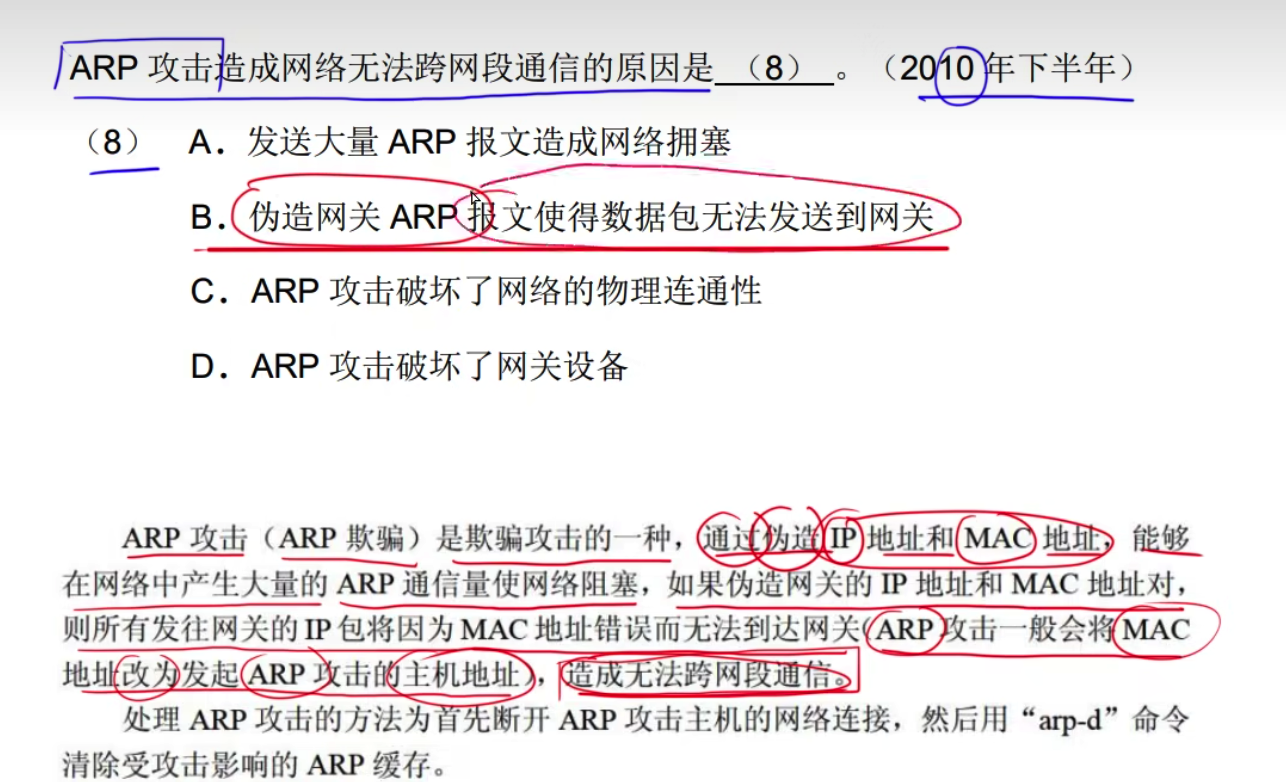 ARP 攻击造成网络无法跨网段通信的原因是 （8） 。（2010 年下半年）
（8） A．发送大量 ARP 报文造成网络拥塞
B．伪造网关 ARP 报文使得数据包无法发送到网关
C．ARP 攻击破坏了网络的物理连通性
D．ARP 攻击破坏了网关设备
ARP 攻击（ARP 欺骗）是欺骗攻击的一种，通过伪造 IP 地址和 MAC 地址，能够
在网络中产生大量的 ARP 通信量使网络阻塞，如果伪造网关的 IP 地址和 MAC 地址对，
则所有发往网关的 IP 包将因为 MAC 地址错误而无法到达网关（ARP 攻击一般会将 MAC
地址改为发起 ARP 攻击的主机地址），造成无法跨网段通信。
处理 ARP 攻击的方法为首先断开 ARP 攻击主机的网络连接，然后用“arp-d”命令
清除受攻击影响的 ARP 缓存。